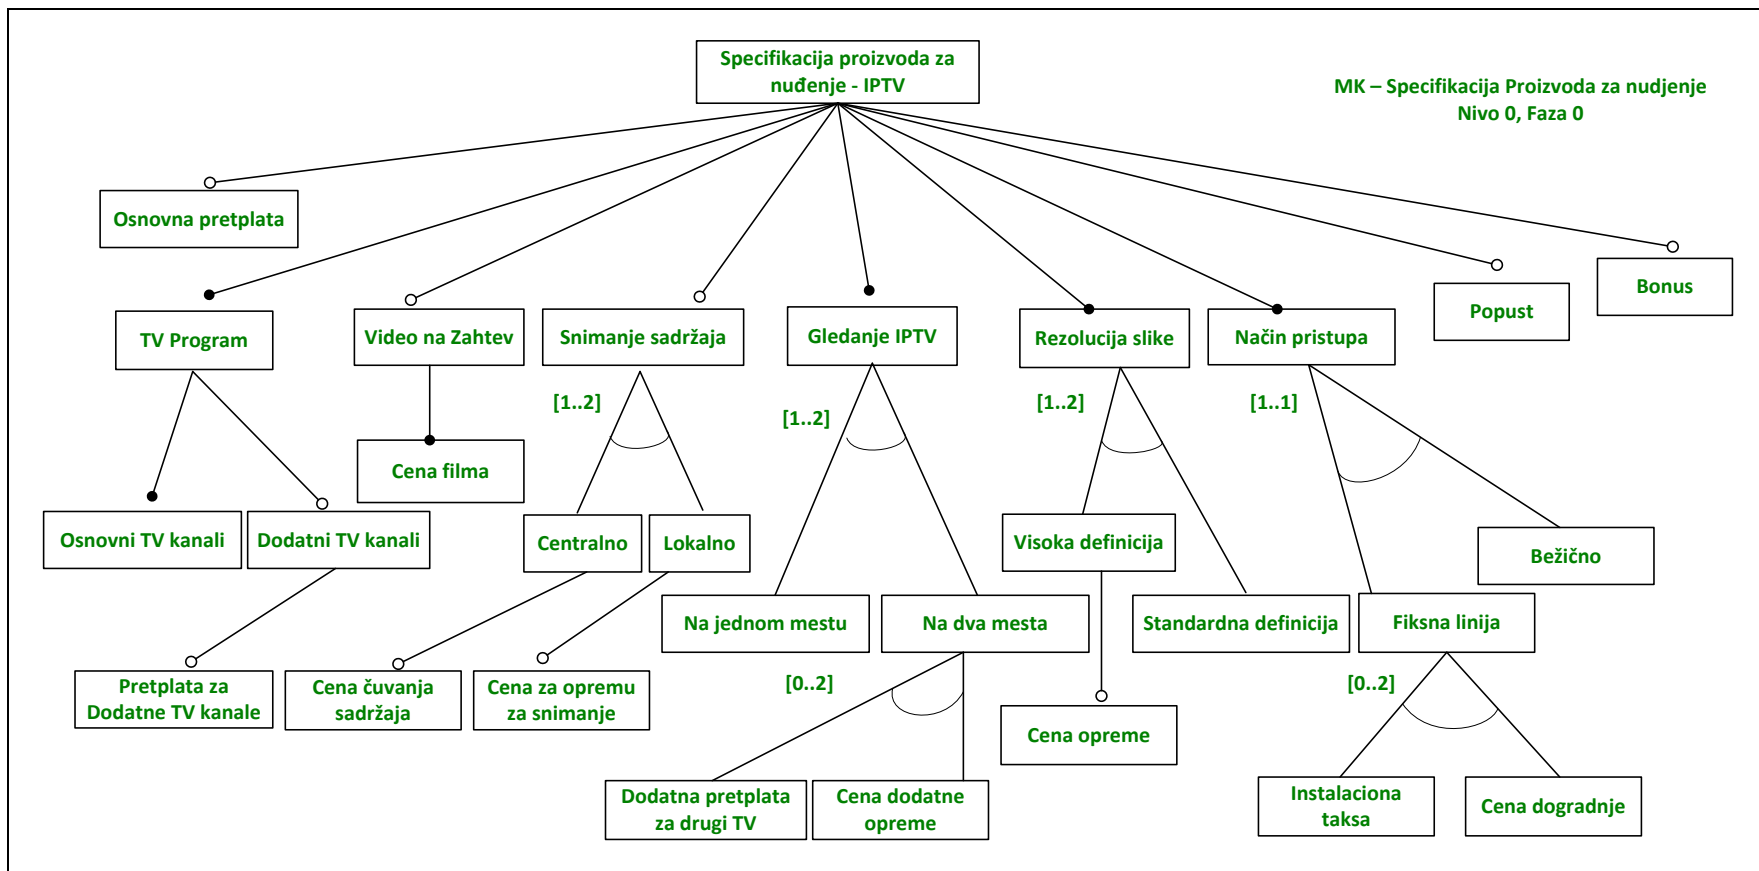 Specifikacija proizvoda za
nuđenje - IPTV
MK – Specifikacija Proizvoda za nudjenje
Nivo 0, Faza 0
Osnovna pretplata
Bonus
Popust
TV Program
Video na Zahtev
Snimanje sadržaja
Gledanje IPTV
Rezolucija slike
Način pristupa
[1..2]
[1..2]
[1..2]
[1..1]
Cena filma
Osnovni TV kanali
Dodatni TV kanali
Centralno
Lokalno
Visoka definicija
Bežično
Na jednom mestu
Na dva mesta
Standardna definicija
Fiksna linija
[0..2]
[0..2]
Pretplata za
Dodatne TV kanale
Cena čuvanja
sadržaja
Cena za opremu
za snimanje
Cena opreme
Dodatna pretplata
za drugi TV
Cena dodatne
opreme
Instalaciona
taksa
Cena dogradnje